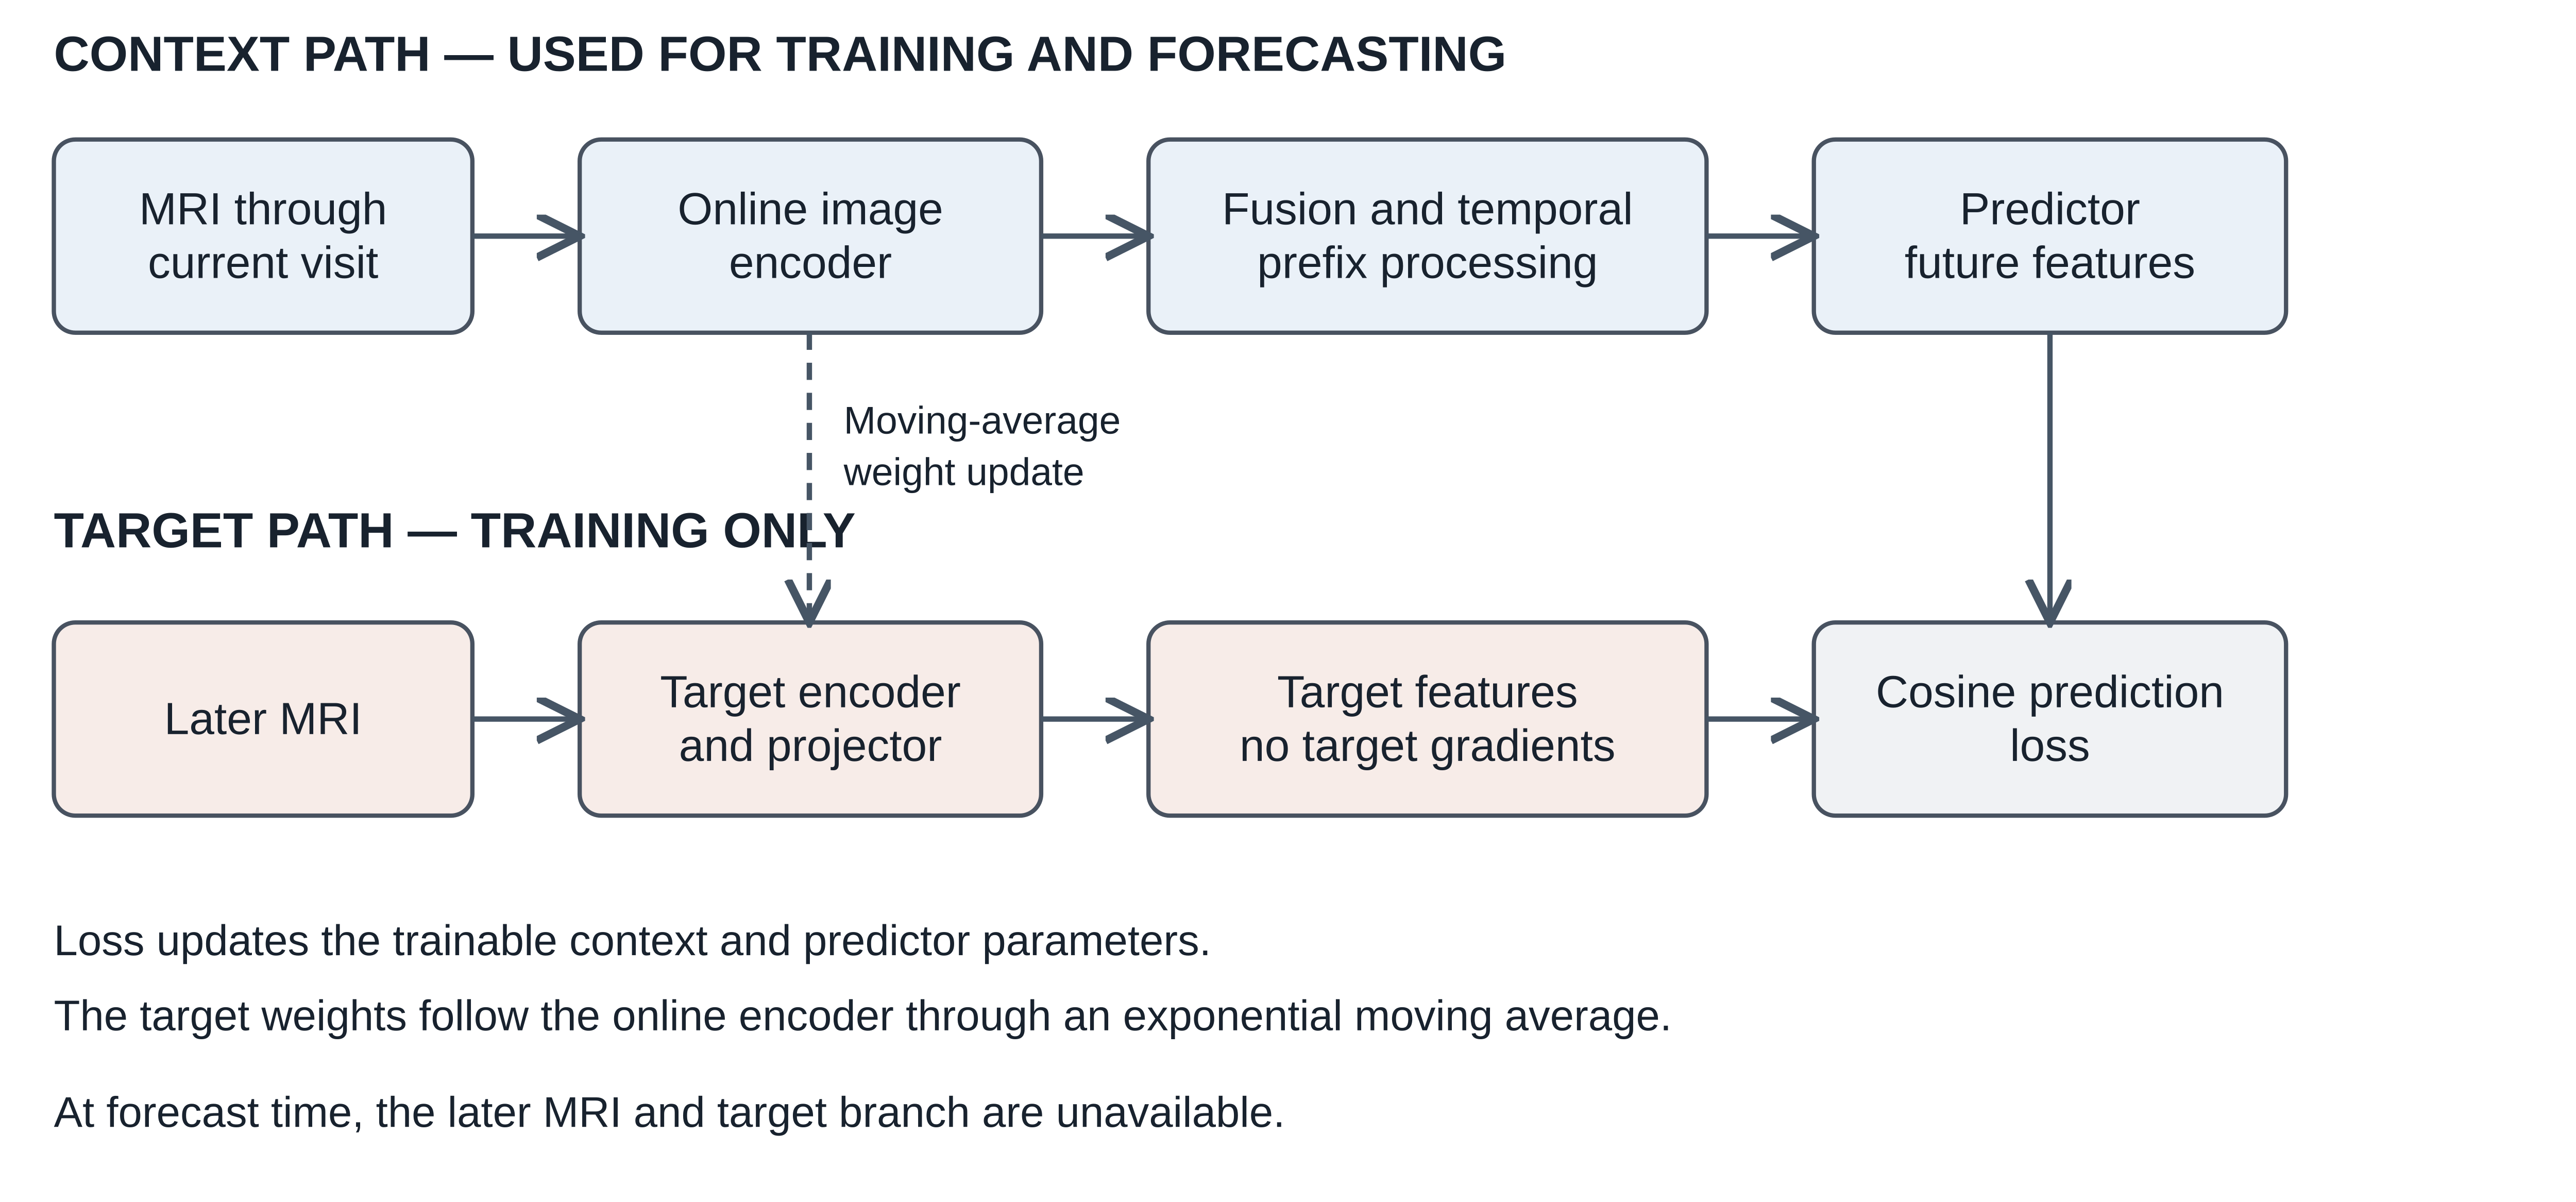 CONTEXT PATH — USED FOR TRAINING AND FORECASTING
MRI through
current visit
Online image
encoder
Fusion and temporal
prefix processing
Predictor
future features
Moving-average
weight update
TARGET PATH — TRAINING ONLY
Later MRI
Target encoder
and projector
Target features
no target gradients
Cosine prediction
loss
Loss updates the trainable context and predictor parameters.
The target weights follow the online encoder through an exponential moving average.
At forecast time, the later MRI and target branch are unavailable.